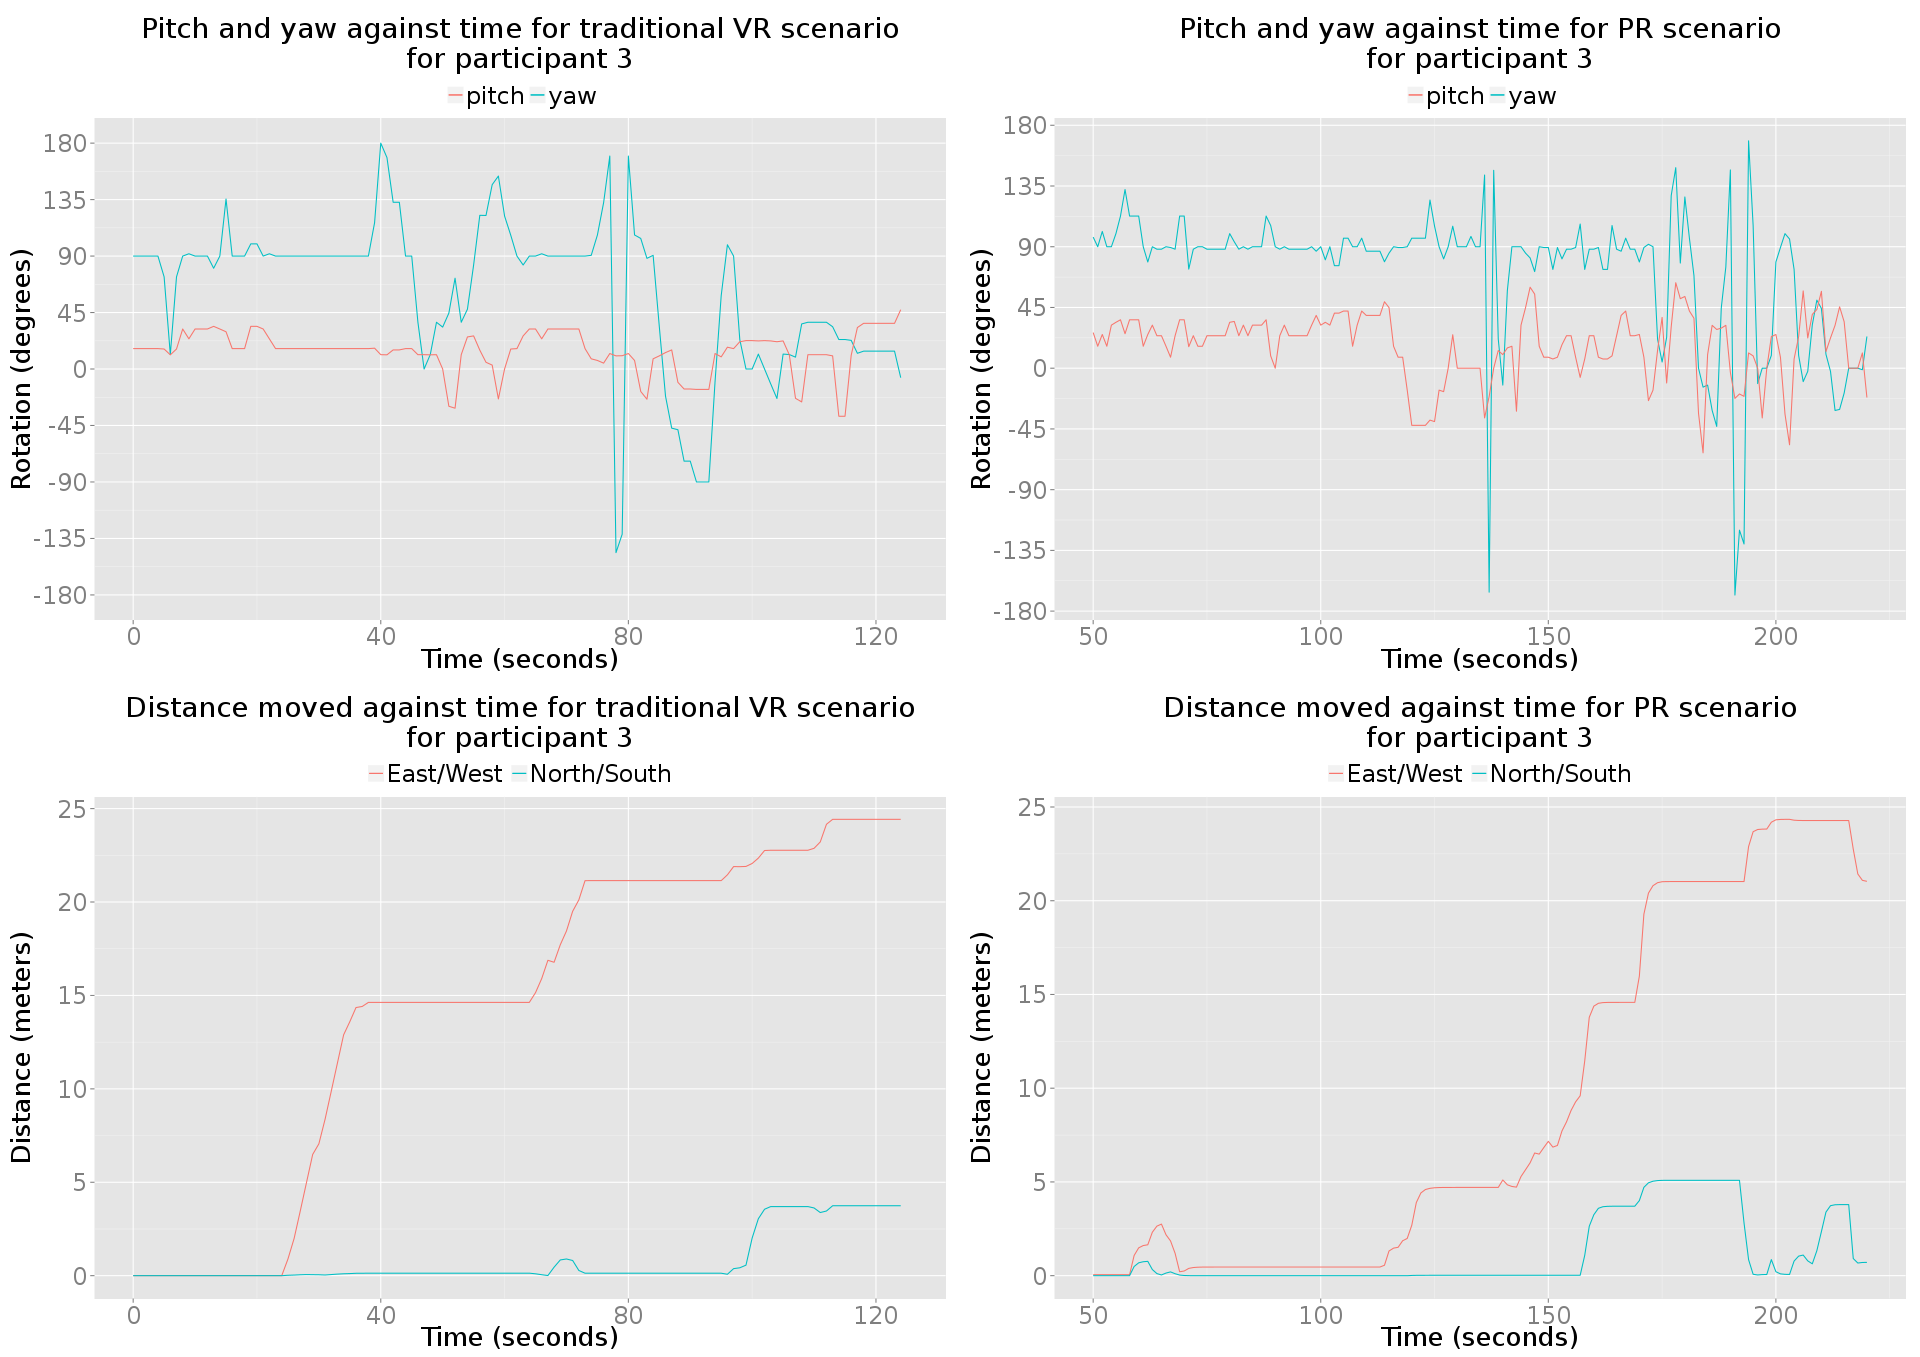 Pitch and yaw against time for traditional VR scenario
for participant 3
pitch yaw
180
135
90
45
0
-45
-90
-135
-180
Rotation (degrees)
0 40 80 120
Time (seconds)
Pitch and yaw against time for PR scenario
for participant 3
pitch yaw
180
135
90
45
0
-45
-90
-135
-180
Rotation (degrees)
50 100 150 200
Time (seconds)
Distance moved against time for traditional VR scenario
for participant 3
East/West North/South
25
20
15
10
5
0
Distance (meters)
0 40 80 120
Time (seconds)
Distance moved against time for PR scenario
for participant 3
East/West North/South
25
20
15
10
5
0
Distance (meters)
50 100 150 200
Time (seconds)